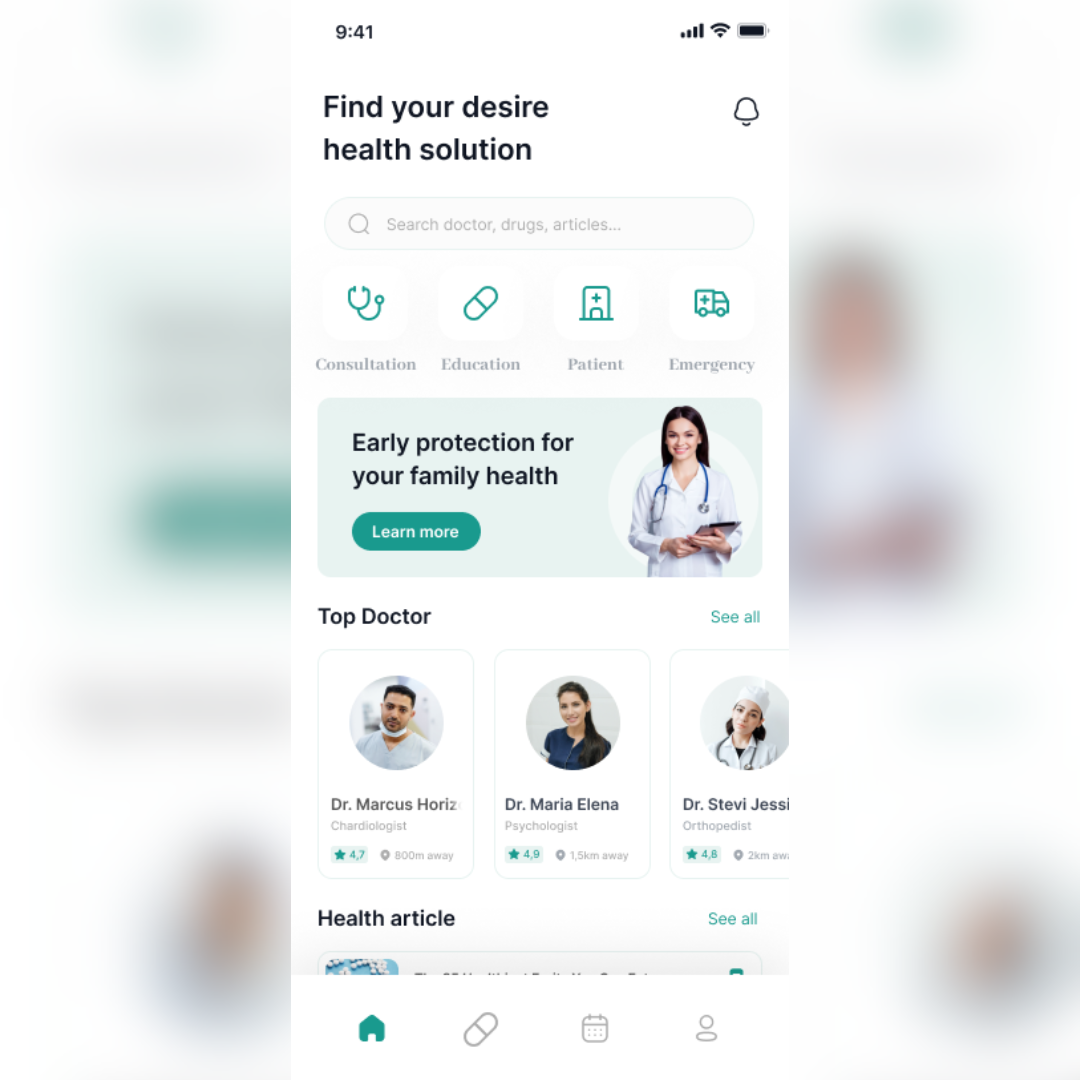 9:41
Find your desire
health solution
Search doctor, drugs, articles...
Consultation Education Patient Emergency
Early protection for
your family health
Learn more
Top Doctor See all
Dr. Marcus Horiz Dr. Maria Elena Dr. Stevi Jessi
Chardiologist Psychologist Orthopedist
4,7 800m away 4,9 1,5km away 4,8 2km awa
Health article See all